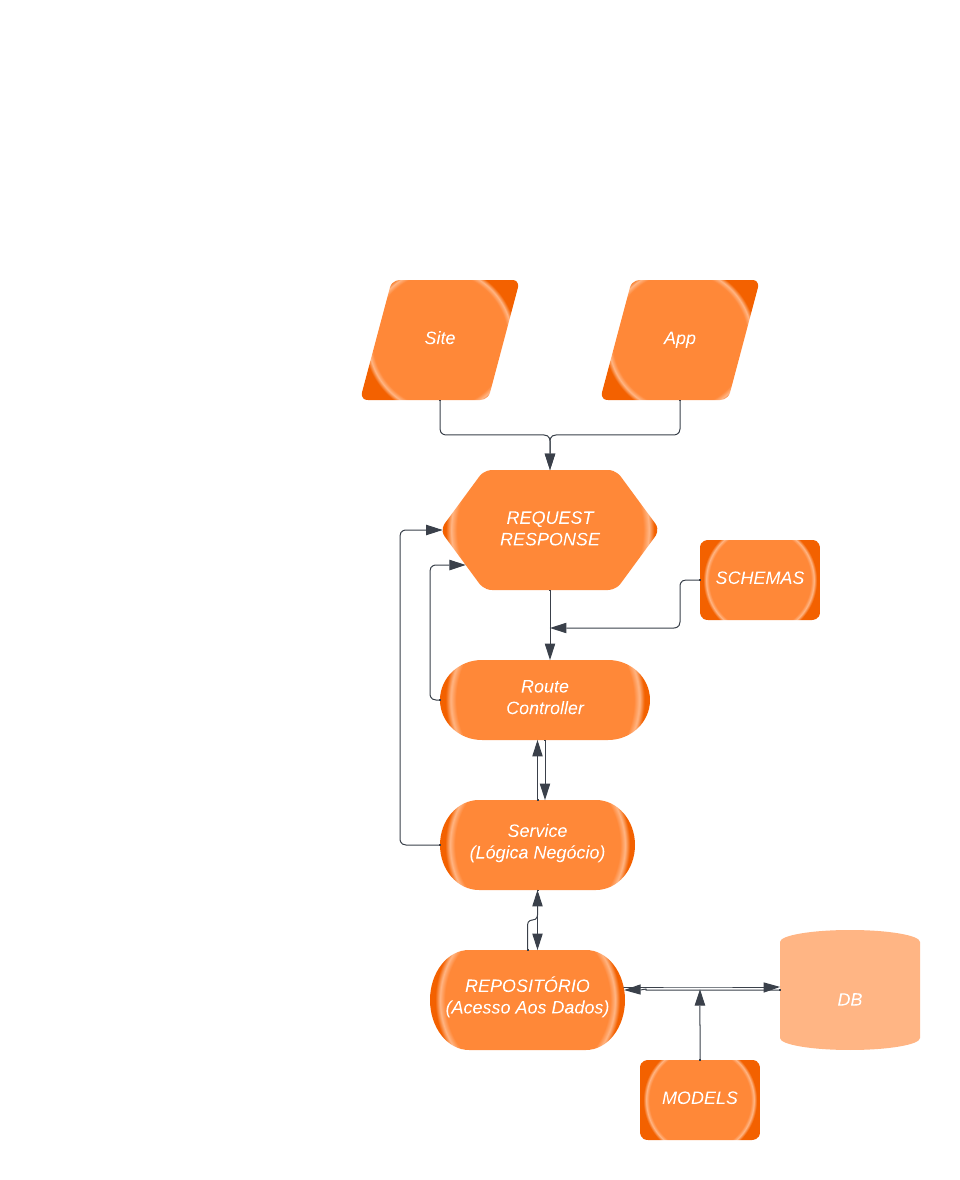 Site
App
REQUEST
RESPONSE
SCHEMAS
Route
Controller
Service
(Lógica Negócio)
REPOSITÓRIO
(Acesso Aos Dados)
DB
MODELS